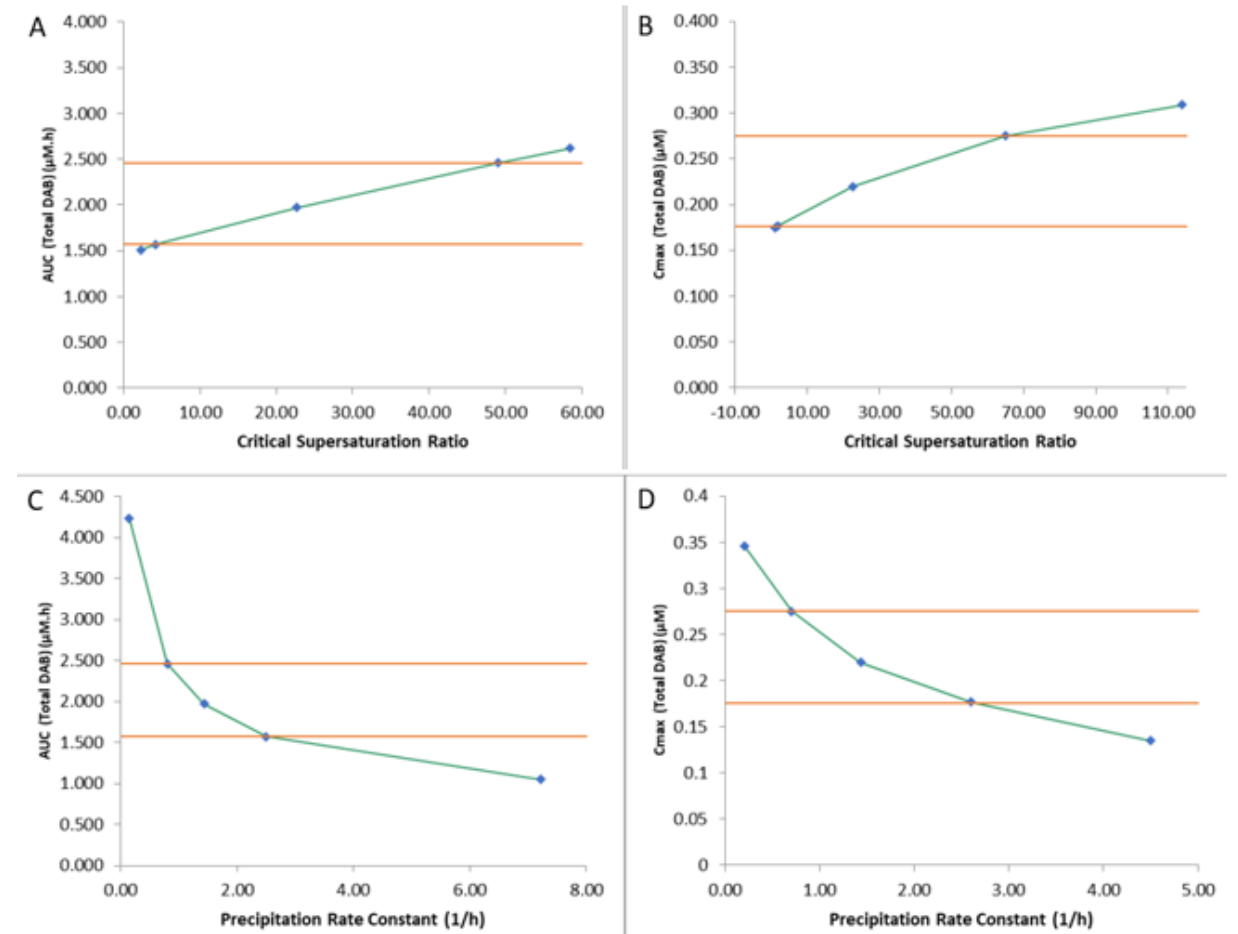 A
4.000
3.500
3.000
2.500
2.000
1.500
1.000
0.500
0.000
AUC (Total DAB) (µM.h)
0.00 10.00 20.00 30.00 40.00 50.00 60.00
Critical Supersaturation Ratio
B
0.400
0.350
0.300
0.250
0.200
0.150
0.100
0.050
0.000
Cmax (Total DAB) (µM)
-10.00 10.00 30.00 50.00 70.00 90.00 110.00
Critical Supersaturation Ratio
C
4.500
4.000
3.500
3.000
2.500
2.000
1.500
1.000
0.500
0.000
AUC (Total DAB) (µM.h)
0.00 2.00 4.00 6.00 8.00
Precipitation Rate Constant (1/h)
D
0.4
0.35
0.3
0.25
0.2
0.15
0.1
0.05
0
Cmax (Total DAB) (µM)
0.00 1.00 2.00 3.00 4.00 5.00
Precipitation Rate Constant (1/h)